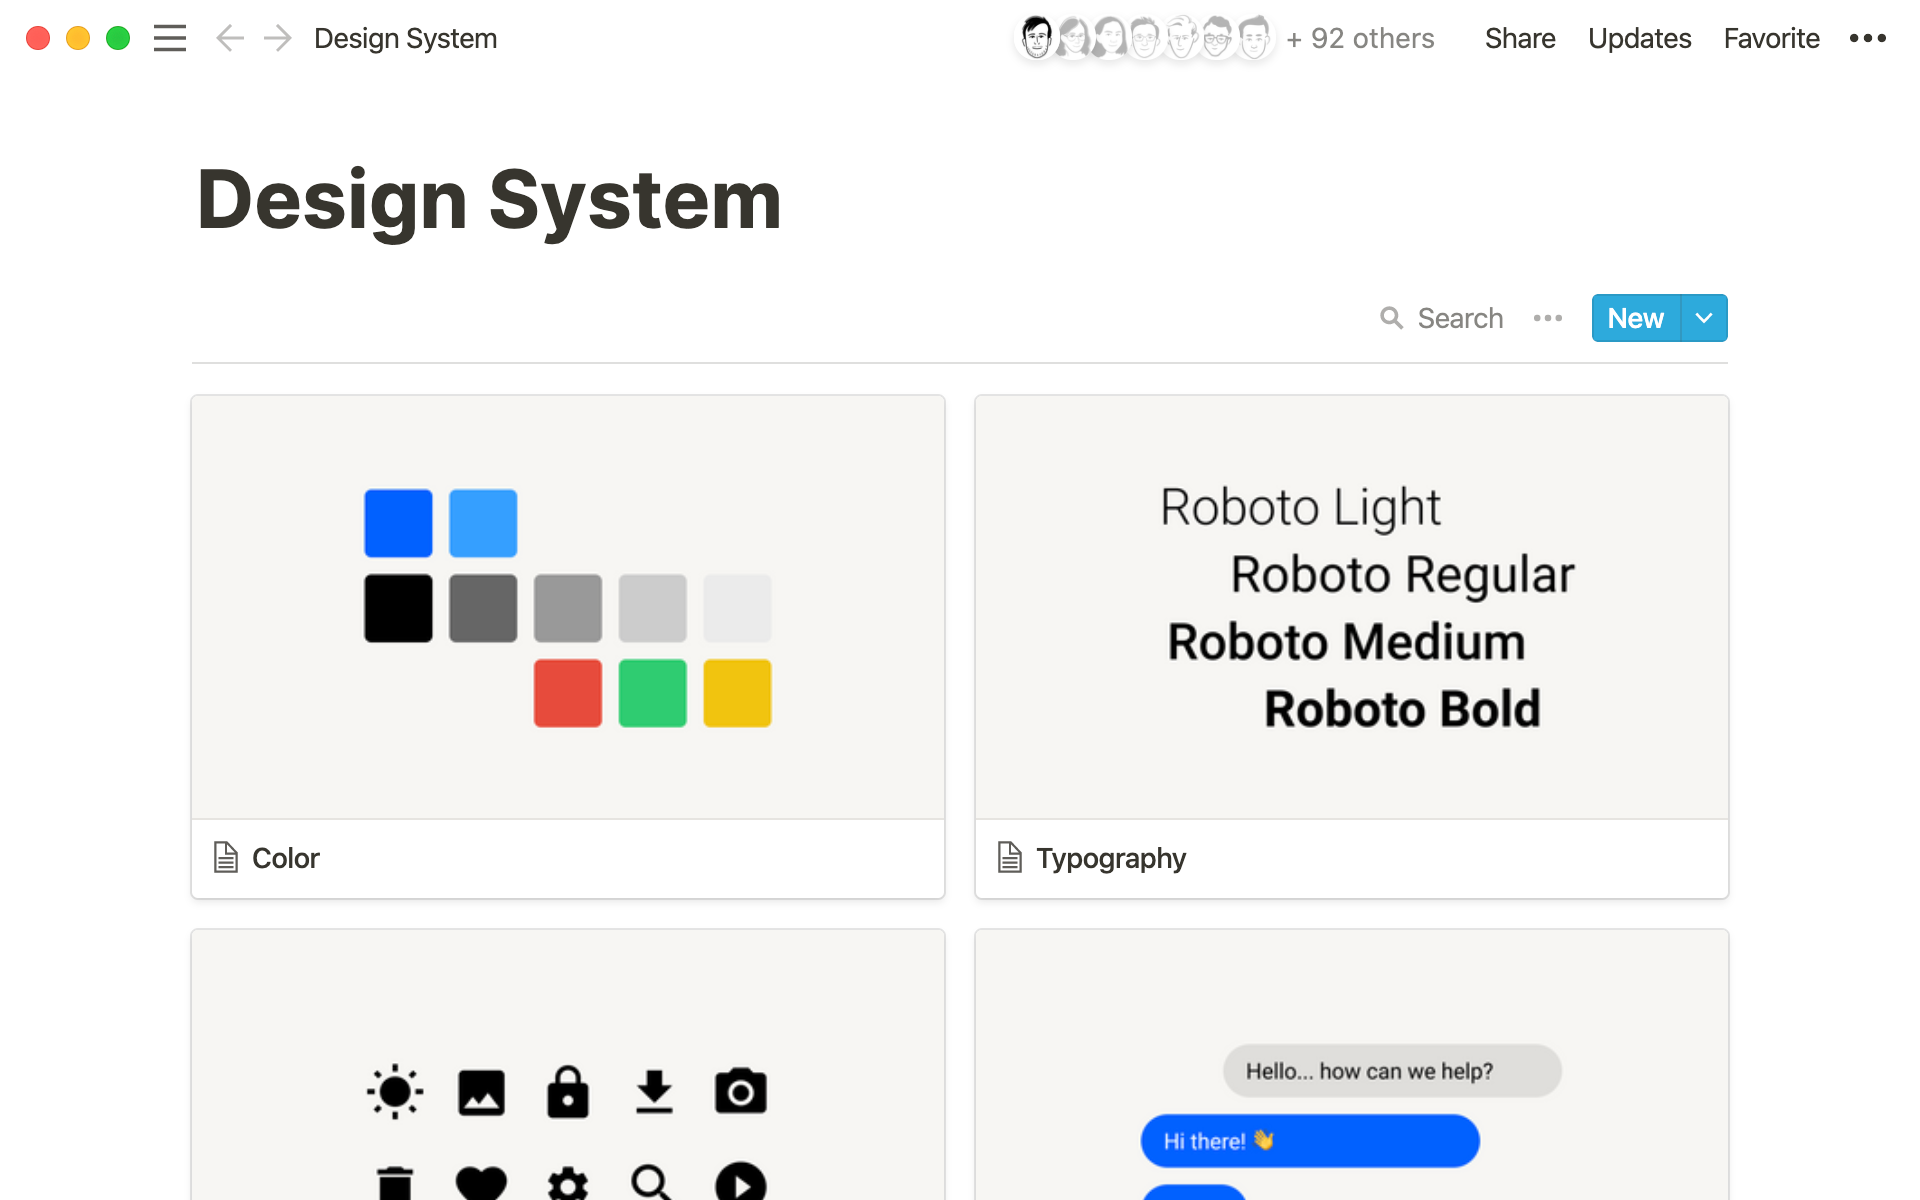 Design System
+ 92 others
Share
Updates
Favorite
Design System
Search
New
Roboto Light
Roboto Regular
Roboto Medium
Roboto Bold
Color
Typography
Hello... how can we help?
Hi there! 👋